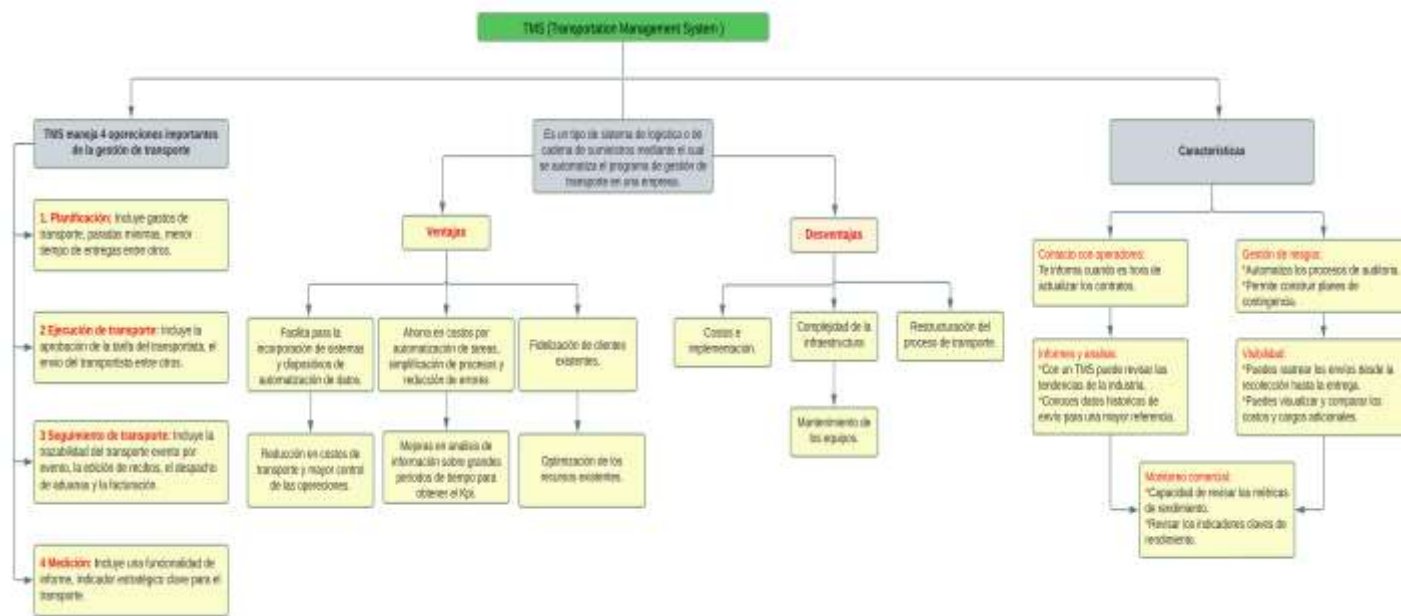 TMS (Transportation Management System )
TMS maneja 4 opereciones importantes
de la gestión de transporte
1. Planificación: Incluye gastos de
transporte, paradas minimas, menor
tiempo de entregas entre otros.
2 Ejecución de transporte: Incluye la
aprobación de la tarifa del transportista, el
envio del transportista entre otros.
3 Seguimiento de transporte: Incluye la
trazabilidad del transporte evento por
evento, la edición de recibos, el despacho
de aduanas y la facturación.
4 Medición: Incluye una funcionalidad de
informe, indicador estratégico clave para el
transporte.
Es un tipo de sistema de logística o de
cadena de suministros mediante el cual
se automatiza el programa de gestión de
transporte en una empresa.
Ventajas
Facilita para la
incorporación de sistemas
y dispositivos de
automatización de datos.
Ahorro en costos por
automatización de tareas,
simplificación de procesos y
reducción de errores
Fidelización de clientes
existentes.
Reducción en costos de
transporte y mayor control
de las operaciones.
Mejoras en analisis de
información sobre grandes
periodos de tiempo para
obtener el Kpi.
Optimización de los
recursos existentes.
Desventajas
Costos e
implementación.
Complejidad de la
infraestructura
Restructuración del
proceso de transporte.
Mantenimiento de
los equipos.
Características
Contacto con operadores:
Te informa cuando es hora de
actualizar los contratos.
Gestión de riesgos:
*Automatiza los procesos de auditoria.
*Permite construir planes de
contingencia.
Informes y analisis:
*Con un TMS puede revisar las
tendencias de la industria.
*Conoces datos historicos de
envío para una mayor referencia.
Visibilidad:
*Puedes rastrear los envíos desde la
recolección hasta la entrega.
*Puedes visualizar y comparar los
costos y cargos adicionales.
Monitoreo comercial:
*Capacidad de revisar las métricas
de rendimiento.
*Revisar los indicadores claves de
rendimiento.